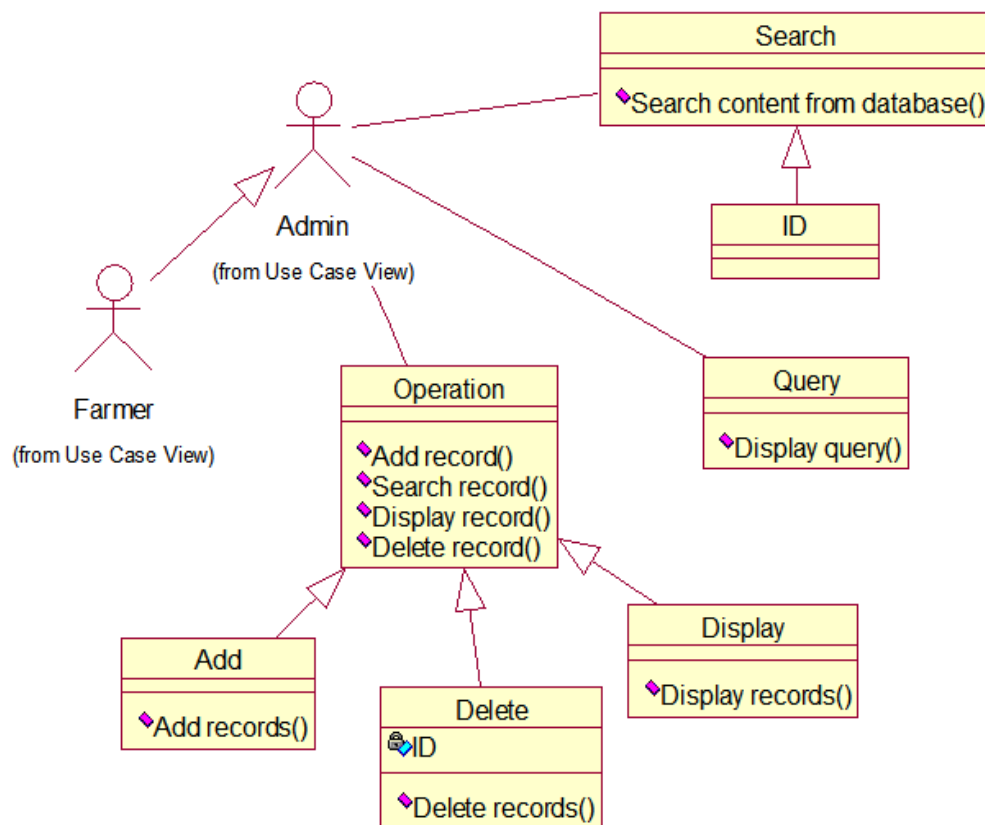 Search
Search content from database()
ID
Admin
(from Use Case View)
Farmer
(from Use Case View)
Operation
Add record()
Search record()
Display record()
Delete record()
Query
Display query()
Add
Add records()
Delete
ID
Delete records()
Display
Display records()